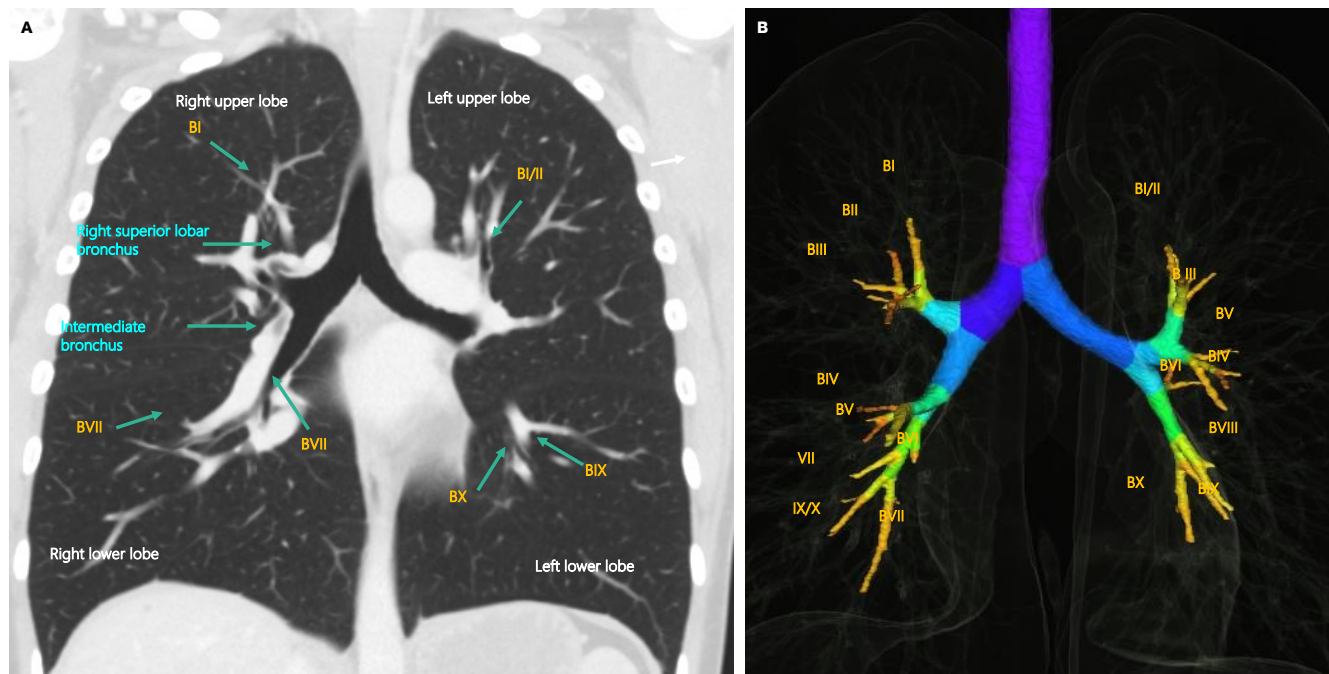 A
Right upper lobe
Left upper lobe
BI
BI/II
Right superior lobar
bronchus
Intermediate
bronchus
BVII
BVII
BIX
BX
Right lower lobe
Left lower lobe
B
BI
BI/II
BII
BIII
B III
BV
BIV
BVI
BIV
BV
BVIII
BVI
VII
BX
BIX
IX/X
BVII